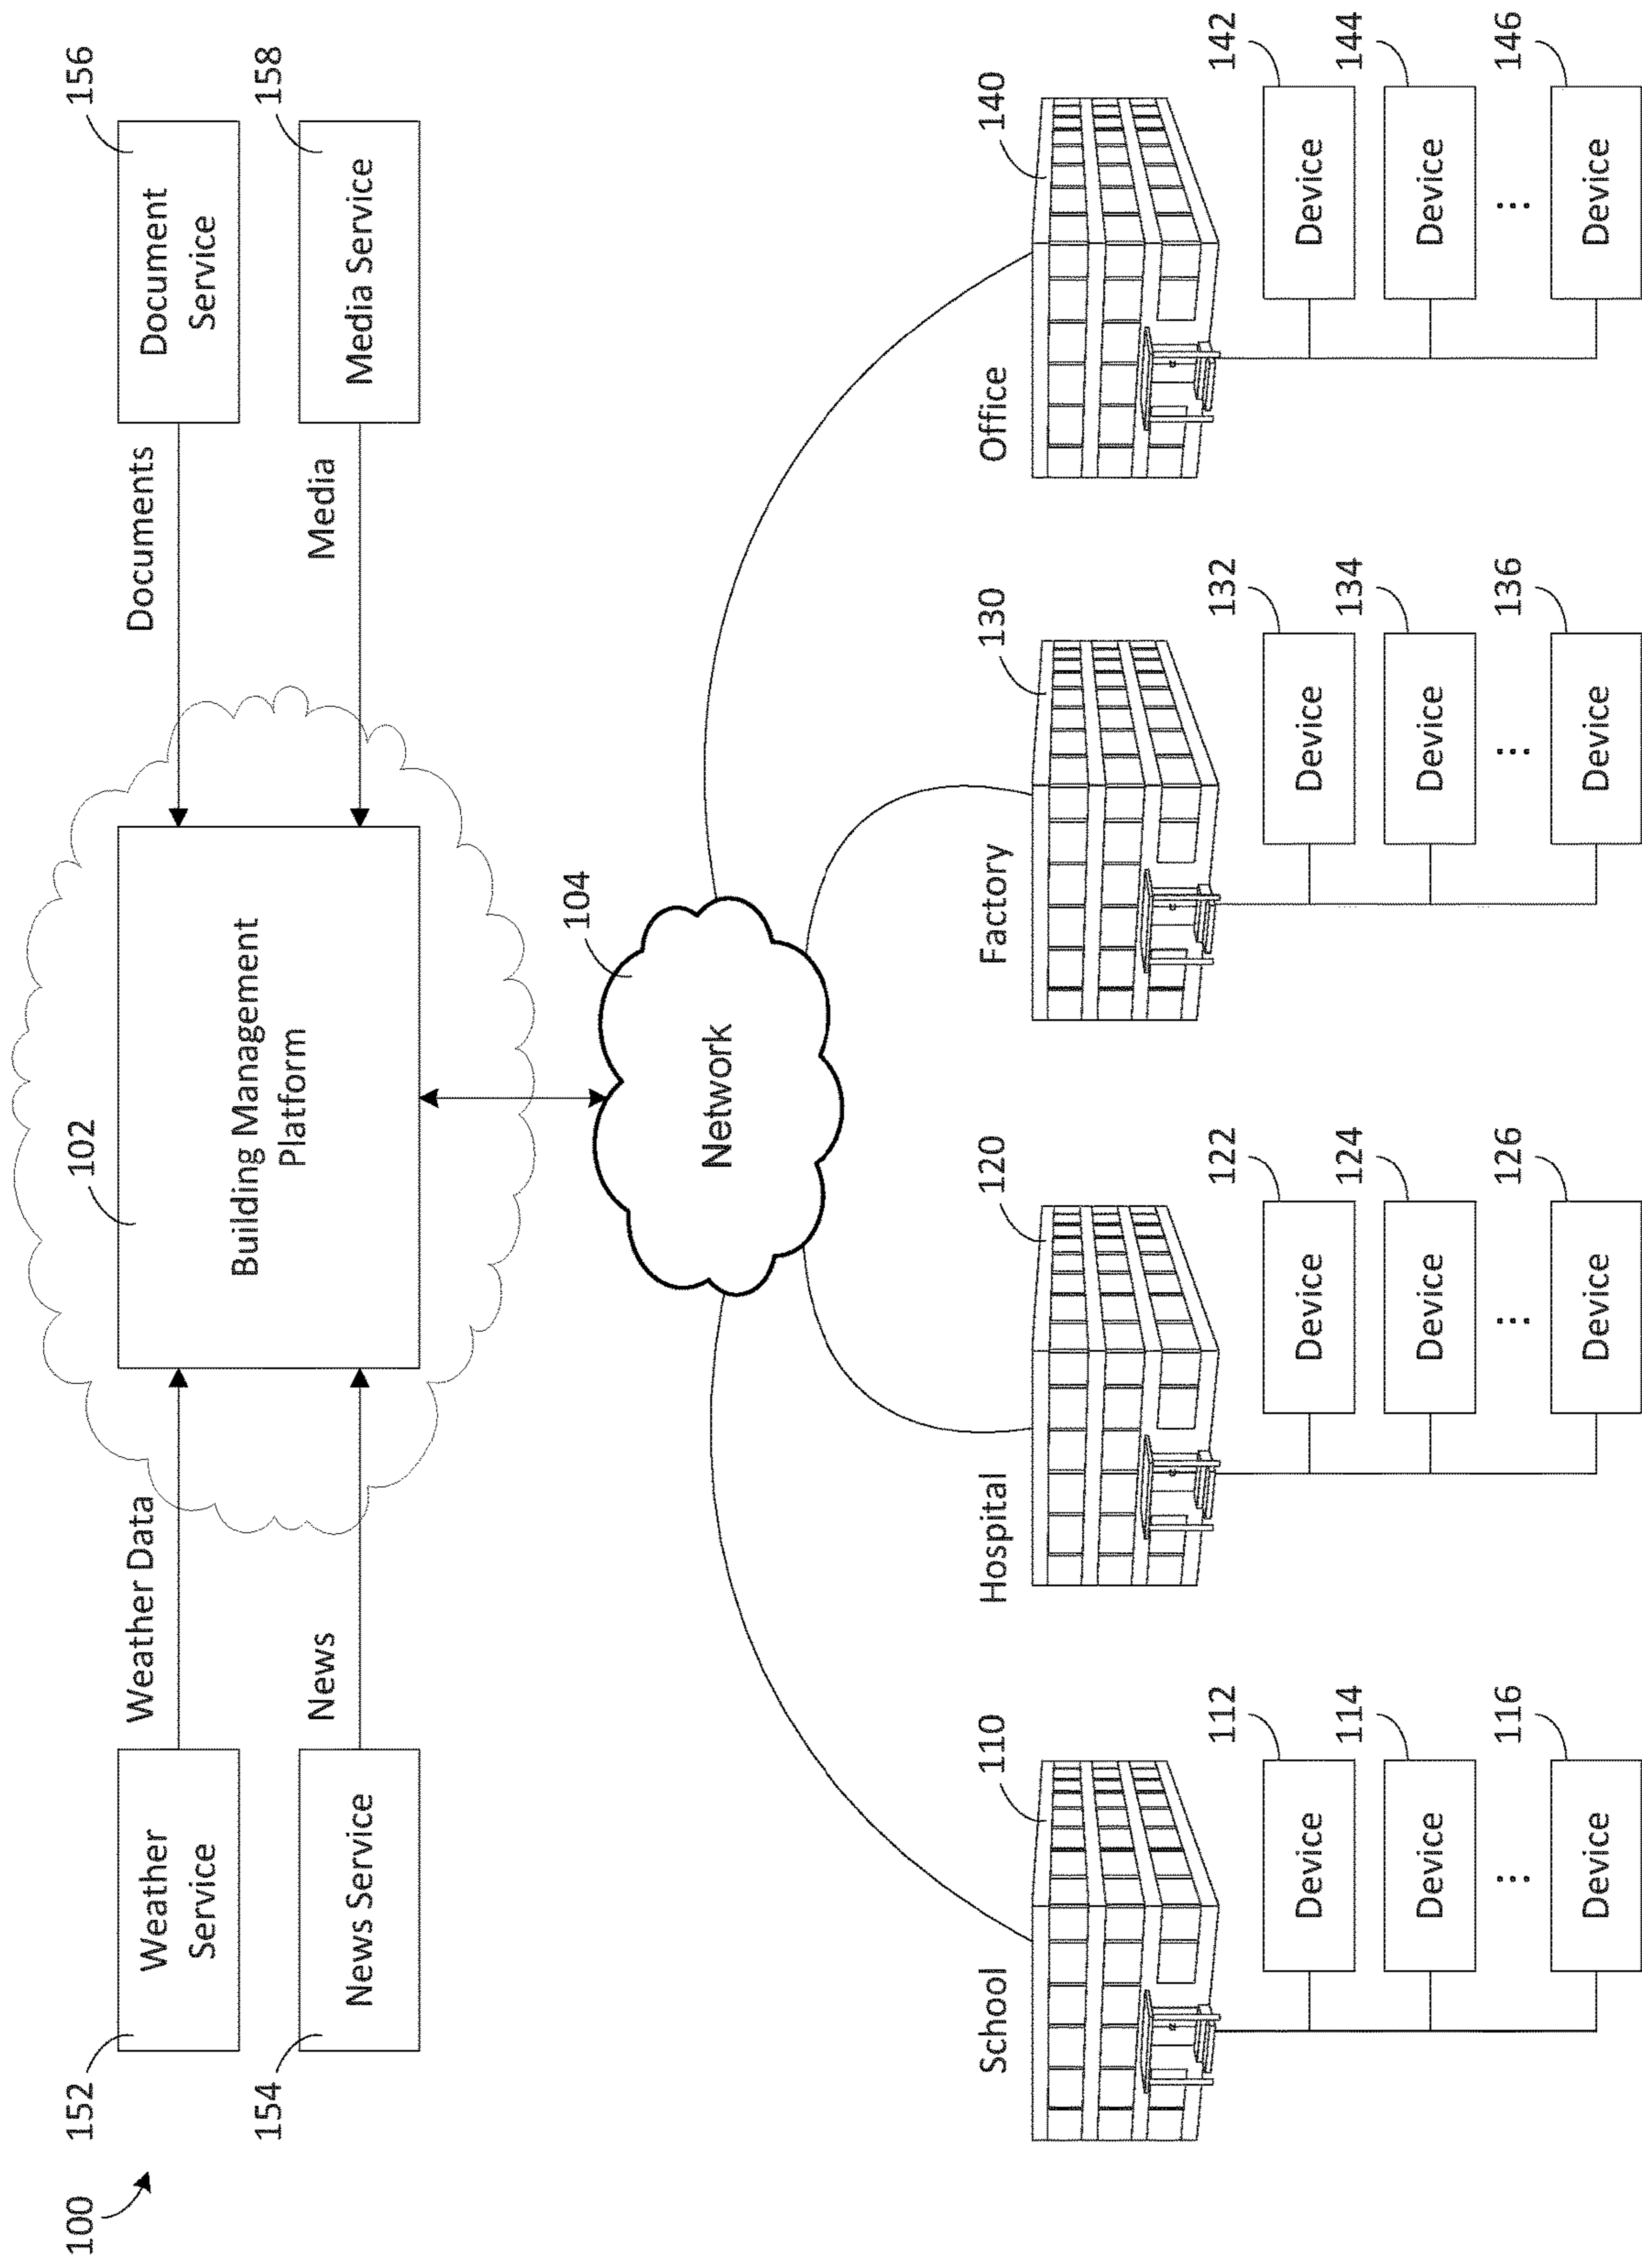 100
152
Weather
Service
Weather Data
154
News Service
News
102
Building Management
Platform
Documents
Document
Service
156
Media
Media Service
158
104
Network
School
110
Hospital
120
Factory
130
Office
140
Device
112
Device
114
⋮
Device
116
Device
122
Device
124
⋮
Device
126
Device
132
Device
134
⋮
Device
136
Device
142
Device
144
⋮
Device
146